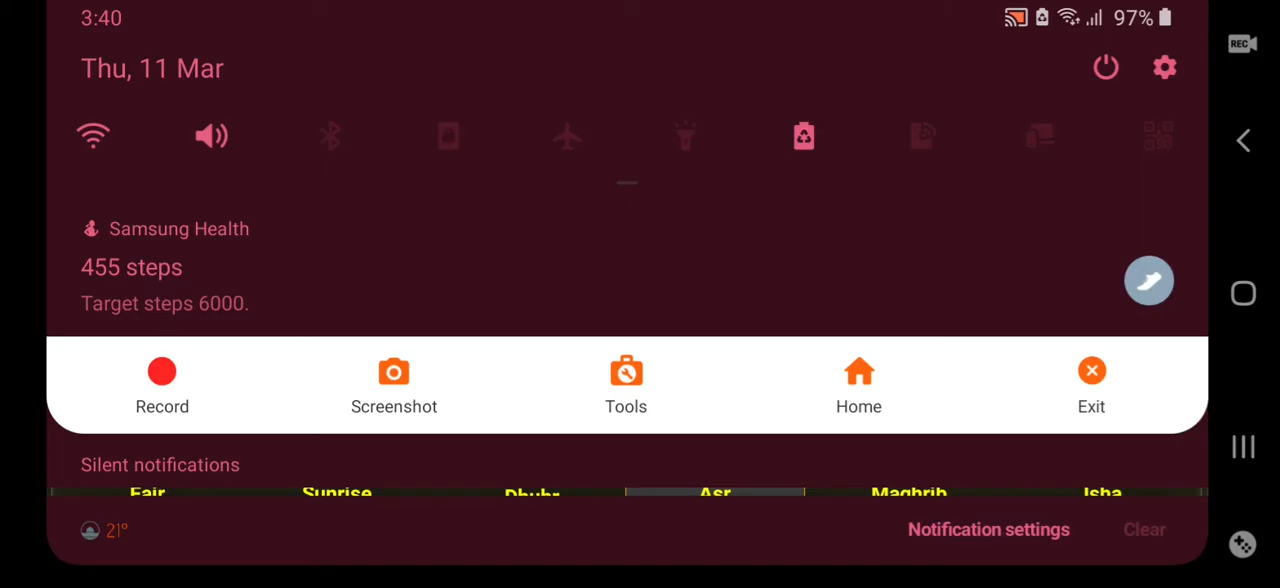 3:40
97%
REC
Thu, 11 Mar
Samsung Health
455 steps
Target steps 6000.
Record
Screenshot
Tools
Home
Exit
Silent notifications
Fajr Sunrise Dhuhr Asr Maghrib Isha
21°
Notification settings
Clear